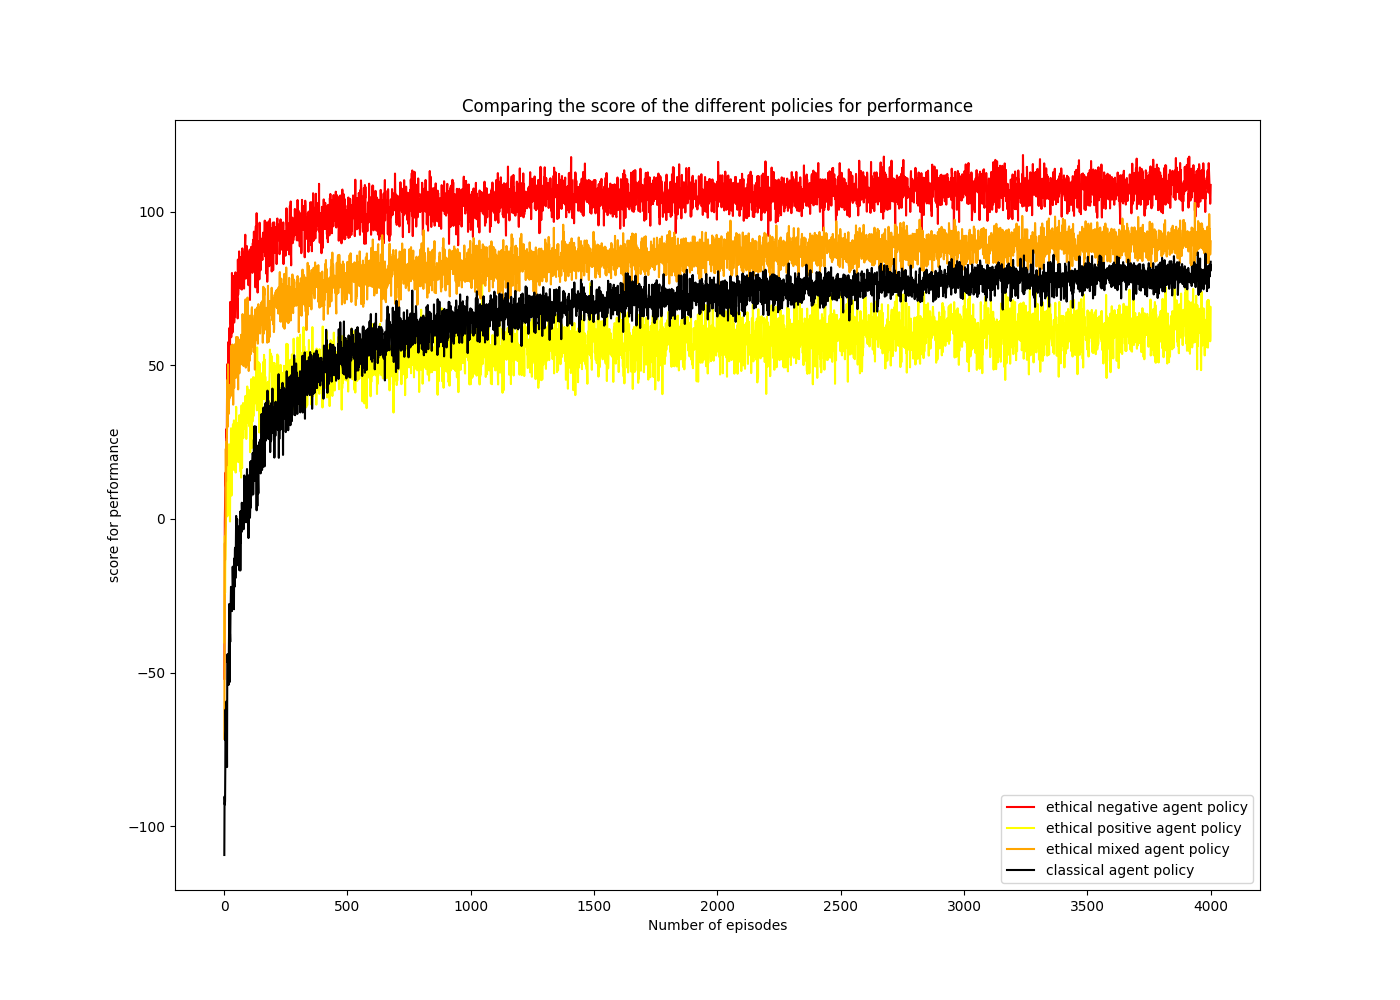 Comparing the score of the different policies for performance
100
50
0
−50
−100
score for performance
0 500 1000 1500 2000 2500 3000 3500 4000
Number of episodes
ethical negative agent policy
ethical positive agent policy
ethical mixed agent policy
classical agent policy